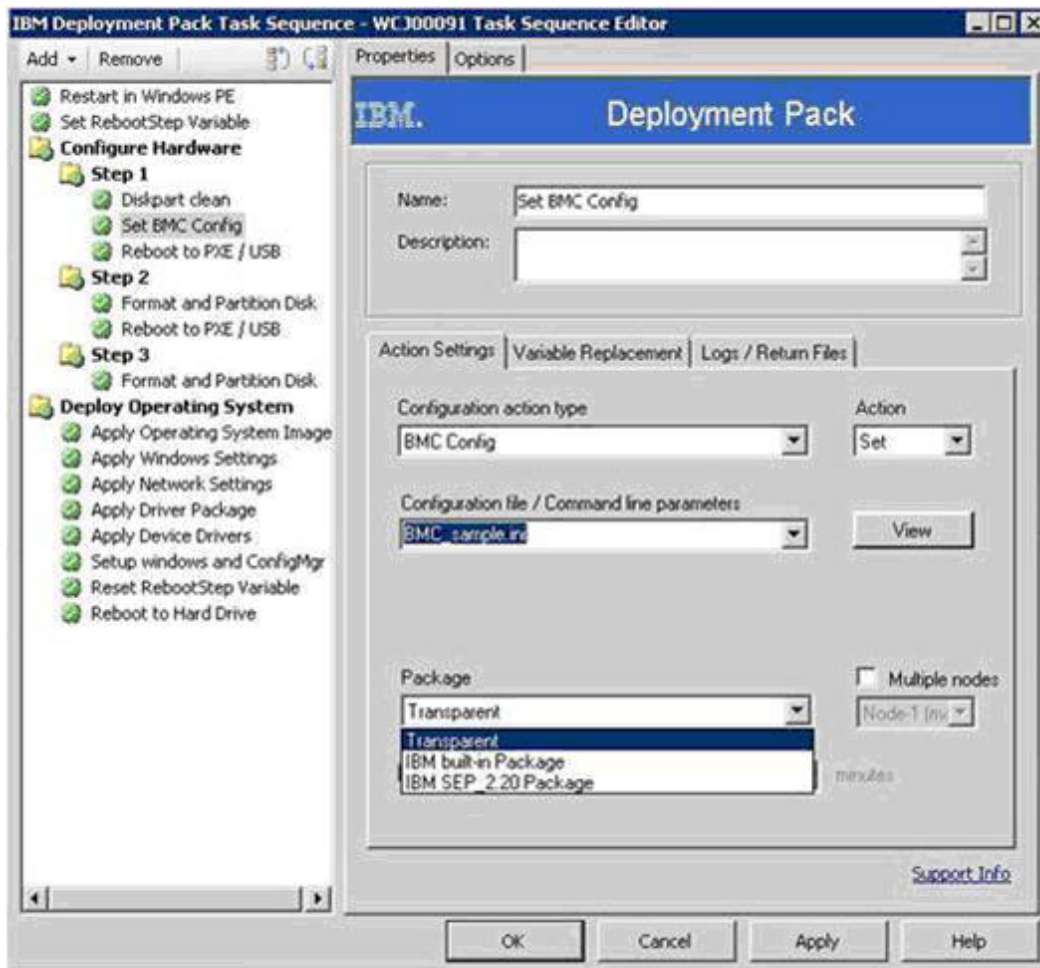 IBM Deployment Pack Task Sequence - WCJ00091 Task Sequence Editor
Add Remove
Properties Options
Restart in Windows PE
Set RebootStep Variable
Configure Hardware
Step 1
Diskpart clean
Set BMC Config
Reboot to PXE / USB
Step 2
Format and Partition Disk
Reboot to PXE / USB
Step 3
Format and Partition Disk
Deploy Operating System
Apply Operating System Image
Apply Windows Settings
Apply Network Settings
Apply Driver Package
Apply Device Drivers
Setup windows and ConfigMgr
Reset RebootStep Variable
Reboot to Hard Drive
IBM. Deployment Pack
Name: Set BMC Config
Description:
Action Settings Variable Replacement Logs / Return Files
Configuration action type Action
BMC Config Set
Configuration file / Command line parameters
BMC_sample.ini View
Package Multiple nodes
Transparent Node-1
Transparent
IBM built-in Package
IBM SEP_2.20 Package
minutes
Support Info
OK Cancel Apply Help